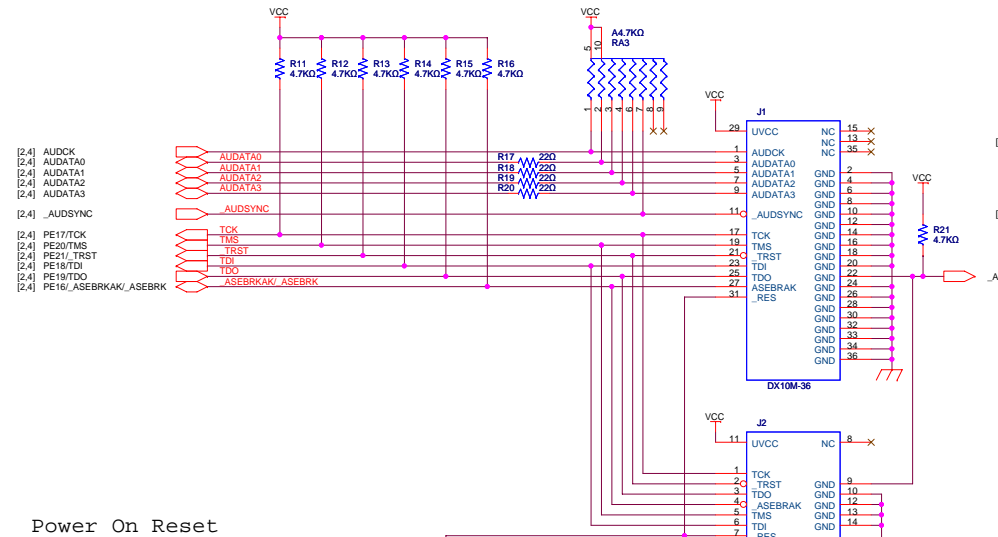 VCC
VCC
A4.7KΩ
RA3
5
10
R11
4.7KΩ
R12
4.7KΩ
R13
4.7KΩ
R14
4.7KΩ
R15
4.7KΩ
R16
4.7KΩ
1
2
3
4
6
7
8
9
VCC
J1
29 UVCC NC 15
NC 13
NC 35
[
[2,4] AUDCK 1 AUDCK
[2,4] AUDATA0 AUDATA0 R17 22Ω 3 AUDATA0
[2,4] AUDATA1 AUDATA1 R18 22Ω 5 AUDATA1 GND 2
[2,4] AUDATA2 AUDATA2 R19 22Ω 7 AUDATA2 GND 4
[2,4] AUDATA3 AUDATA3 R20 22Ω 9 AUDATA3 GND 6
VCC
GND 8
[2,4] _AUDSYNC _AUDSYNC 11 _AUDSYNC GND 10
[
GND 12
R21
4.7KΩ
[2,4] PE17/TCK TCK 17 TCK GND 14
[2,4] PE20/TMS TMS 19 TMS GND 16
[2,4] PE21/_TRST _TRST 21 _TRST GND 18
[2,4] PE18/TDI TDI 23 TDI GND 20
[2,4] PE19/TDO TDO 25 TDO GND 22
_A
[2,4] PE16/_ASEBRKAK/_ASEBRK _ASEBRKAK/_ASEBRK 27 ASEBRAK GND 24
31 _RES GND 26
GND 28
GND 30
GND 32
GND 33
GND 34
GND 36
DX10M-36
VCC
J2
11 UVCC NC 8
1 TCK
2 _TRST GND 9
3 TDO GND 10
4 _ASEBRAK GND 12
5 TMS GND 13
6 TDI GND 14
7 _RES
Power On Reset